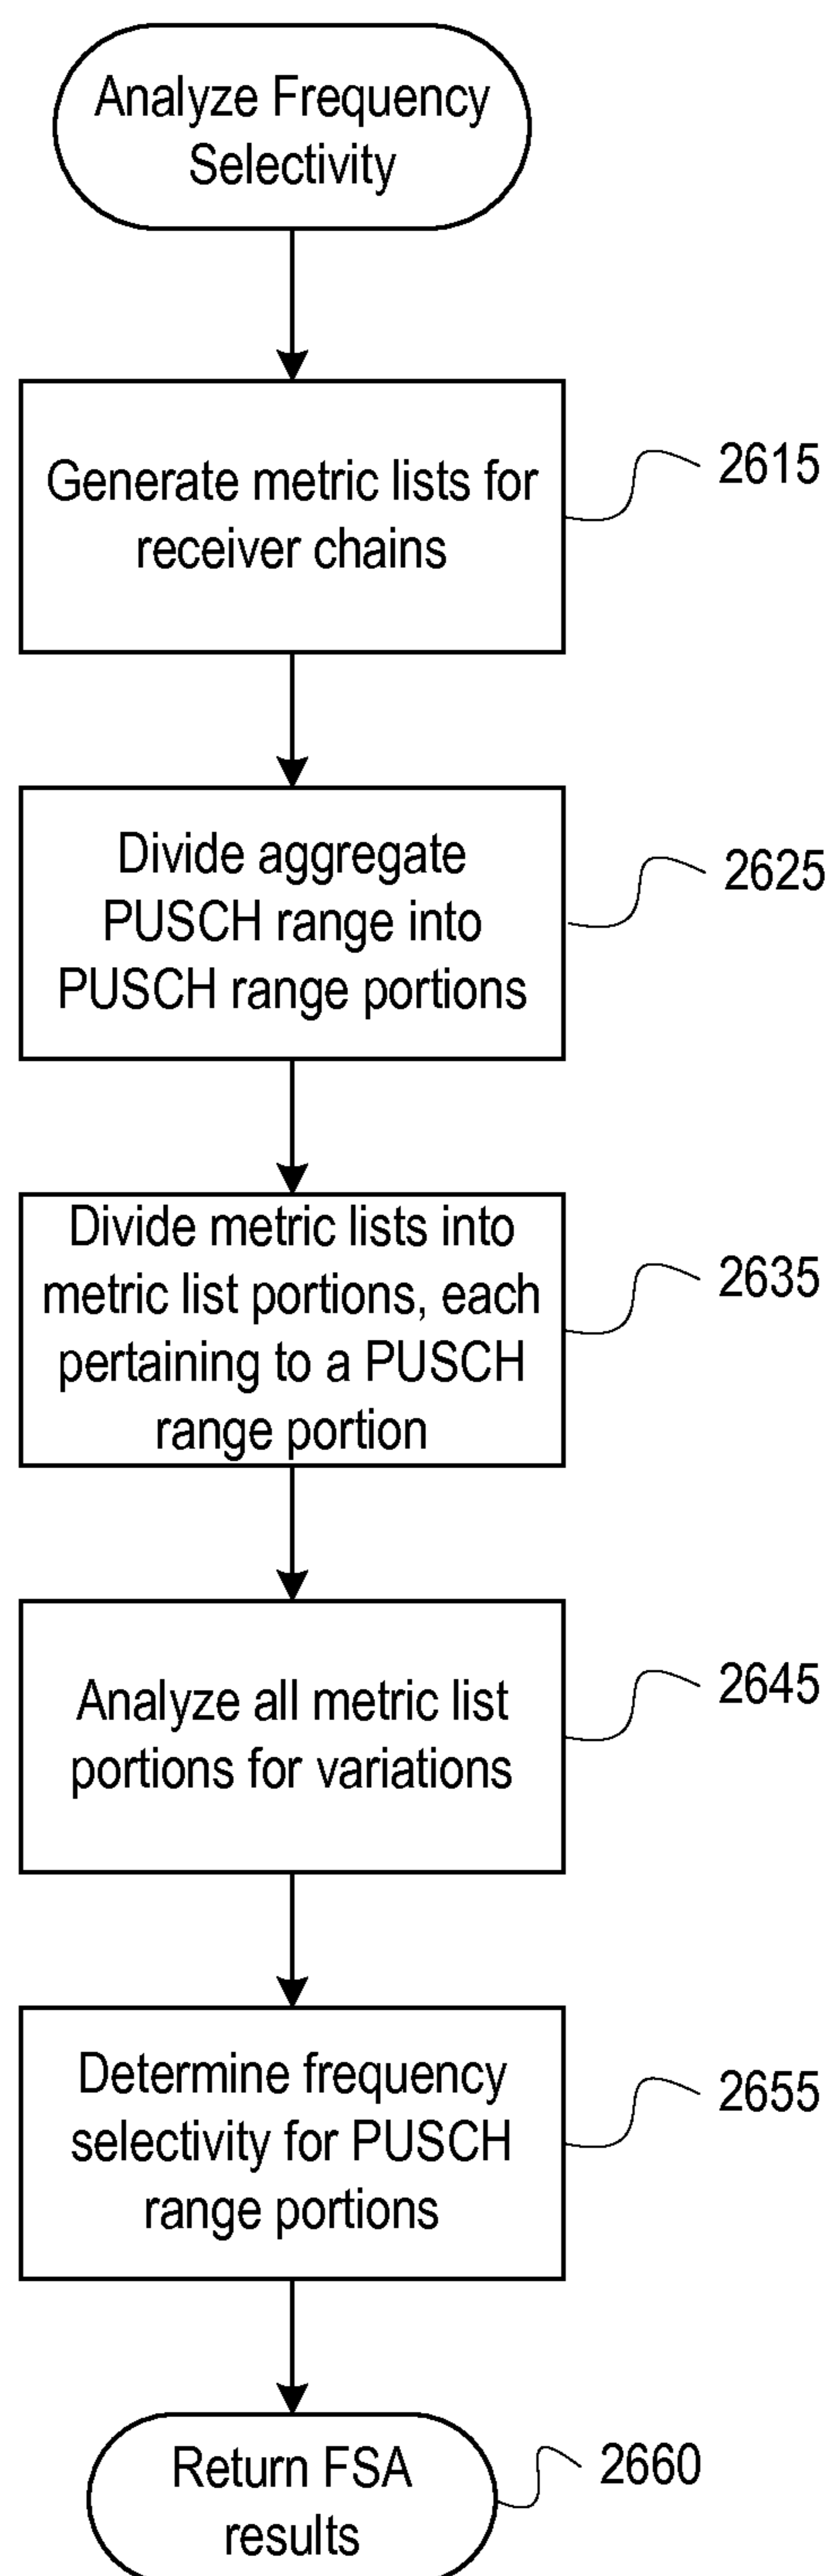 Analyze Frequency
Selectivity
Generate metric lists for
receiver chains
2615
Divide aggregate
PUSCH range into
PUSCH range portions
2625
Divide metric lists into
metric list portions, each
pertaining to a PUSCH
range portion
2635
Analyze all metric list
portions for variations
2645
Determine frequency
selectivity for PUSCH
range portions
2655
Return FSA
results
2660